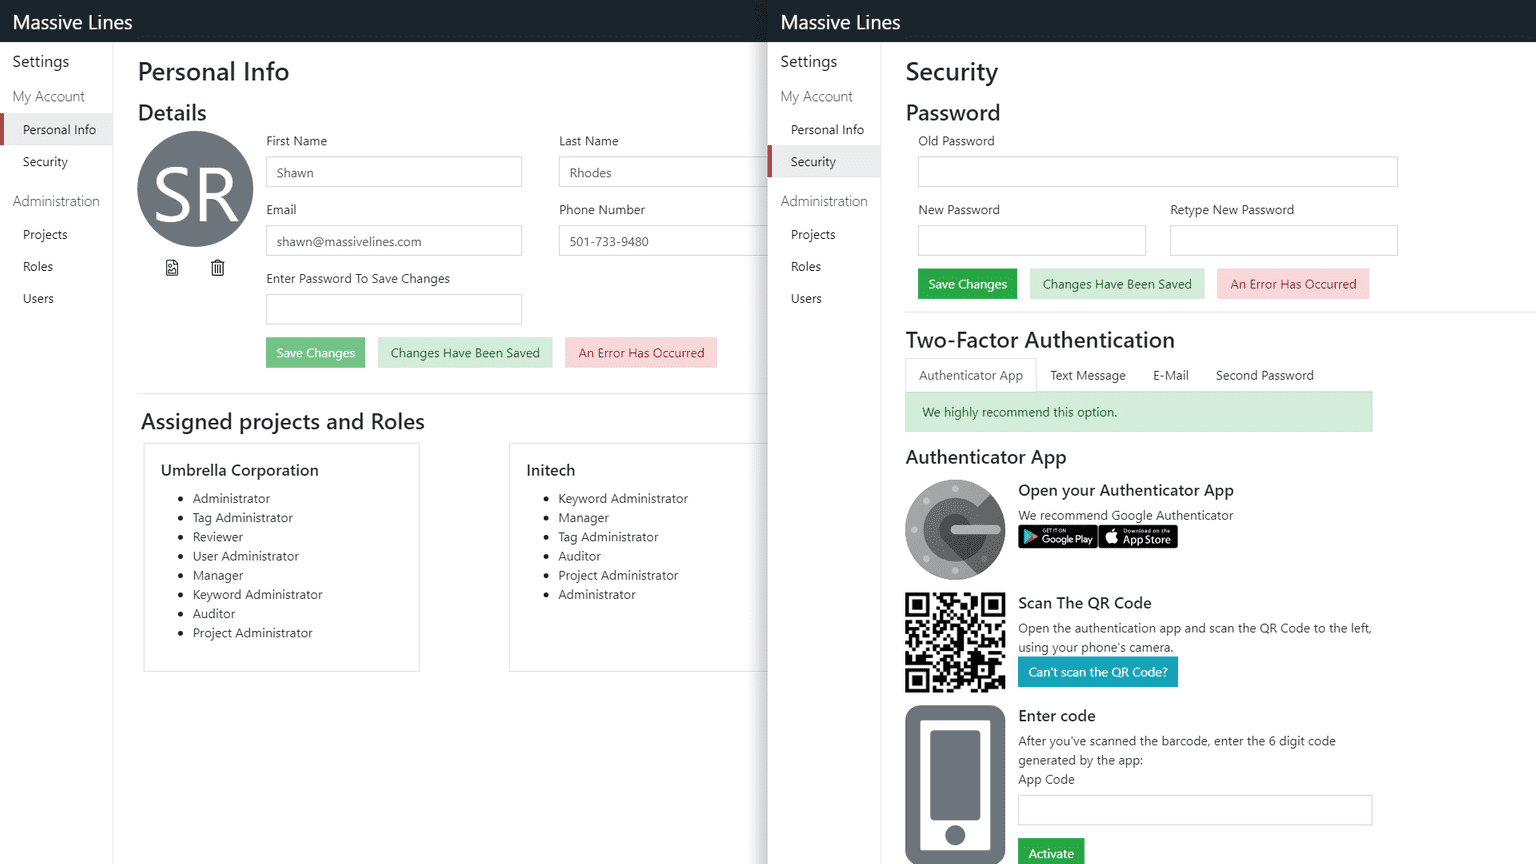 Massive Lines
Settings
My Account
Personal Info
Security
Administration
Projects
Roles
Users
Personal Info
Details
SR
First Name
Last Name
Shawn
Rhodes
Email
Phone Number
shawn@massivelines.com
501-733-9480
Enter Password To Save Changes
Save Changes
Changes Have Been Saved
An Error Has Occurred
Assigned projects and Roles
Umbrella Corporation
Administrator
Tag Administrator
Reviewer
User Administrator
Manager
Keyword Administrator
Auditor
Project Administrator
Initech
Keyword Administrator
Manager
Tag Administrator
Auditor
Project Administrator
Administrator
Massive Lines
Settings
My Account
Personal Info
Security
Administration
Projects
Roles
Users
Security
Password
Old Password
New Password
Retype New Password
Save Changes
Changes Have Been Saved
An Error Has Occurred
Two-Factor Authentication
Authenticator App
Text Message
E-Mail
Second Password
We highly recommend this option.
Authenticator App
Open your Authenticator App
We recommend Google Authenticator
GET IT ON
Google Play
Download on the
App Store
Scan The QR Code
Open the authentication app and scan the QR Code to the left,
using your phone's camera.
Can't scan the QR Code?
Enter code
After you've scanned the barcode, enter the 6 digit code
generated by the app:
App Code
Activate